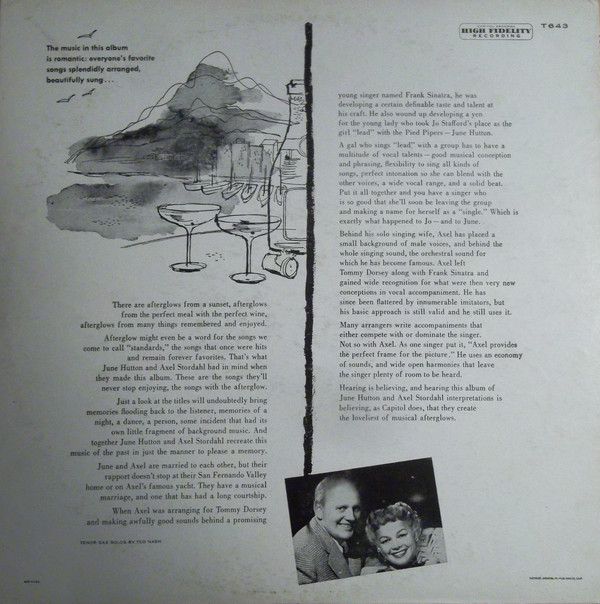 The music in this album
is romantic: everyone's favorite
songs splendidly arranged,
beautifully sung...
HIGH FIDELITY
RECORDING
T643
There are afterglows from a sunset, afterglows
from the perfect meal with the perfect wine,
afterglows from many things remembered and enjoyed.
Afterglow might even be a word for the songs we
come to call "standards," the songs that once were hits
and remain forever favorites. That's what
June Hutton and Axel Stordahl had in mind when
they made this album. These are the songs they'll
never stop enjoying, the songs with the afterglow.
Just a look at the titles will undoubtedly bring
memories flooding back to the listener, memories of a
night, a dance, a person, some incident that had its
own little fragment of background music. And
together June Hutton and Axel Stordahl recreate this
music of the past in just the manner to please a memory.
June and Axel are married to each other, but their
rapport doesn't stop at their San Fernando Valley
home or on Axel's famous yacht. They have a musical
marriage, and one that has had a long courtship.
When Axel was arranging for Tommy Dorsey
and making awfully good sounds behind a promising
TENOR SAX SOLOS BY TED NASH
young singer named Frank Sinatra, he was
developing a certain definable taste and talent at
his craft. He also wound up developing a yen
for the young lady who took Jo Stafford's place as the
girl "lead" with the Pied Pipers—June Hutton.
A gal who sings "lead" with a group has to have a
multitude of vocal talents—good musical conception
and phrasing, flexibility to sing all kinds of
songs, perfect intonation so she can blend with the
other voices, a wide vocal range, and a solid beat.
Put it all together and you have a singer who
is so good that she'll soon be leaving the group
and making a name for herself as a "single." Which is
exactly what happened to Jo—and to June.
Behind his solo singing wife, Axel has placed a
small background of male voices, and behind the
whole singing sound, the orchestral sound for
which he has become famous. Axel left
Tommy Dorsey along with Frank Sinatra and
gained wide recognition for what were then very new
conceptions in vocal accompaniment. He has
since been flattered by innumerable imitators, but
his basic approach is still valid and he still uses it.
Many arrangers write accompaniments that
either compete with or dominate the singer.
Not so with Axel. As one singer put it, "Axel provides
the perfect frame for the picture." He uses an economy
of sounds, and wide open harmonies that leave
the singer plenty of room to be heard.
Hearing is believing, and hearing this album of
June Hutton and Axel Stordahl interpretations is
believing, as Capitol does, that they create
the loveliest of musical afterglows.